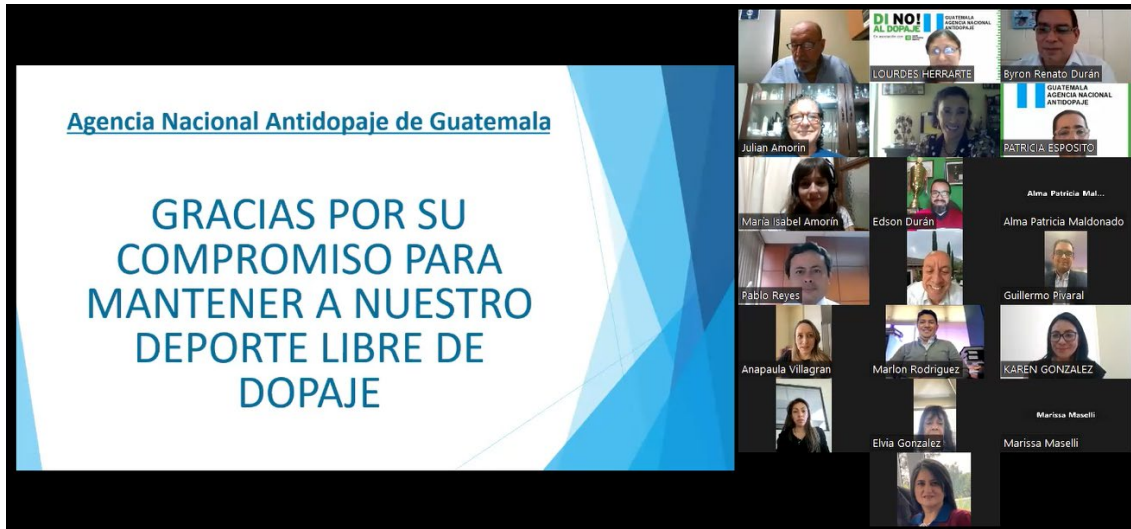 Agencia Nacional Antidopaje de Guatemala
GRACIAS POR SU
COMPROMISO PARA
MANTENER A NUESTRO
DEPORTE LIBRE DE
DOPAJE
DI NO!
AL DOPAJE
GUATEMALA
AGENCIA NACIONAL
ANTIDOPAJE
LOURDES HERRARTE
Byron Renato Durán
Julian Amorin
GUATEMALA
AGENCIA NACIONAL
ANTIDOPAJE
PATRICIA ESPOSITO
María Isabel Amorín
Edson Durán
Alma Patricia Mal...
Alma Patricia Maldonado
Pablo Reyes
Guillermo Pivaral
Anapaula Villagran
Marlon Rodriguez
KAREN GONZALEZ
Elvia Gonzalez
Marissa Maselli
Marissa Maselli